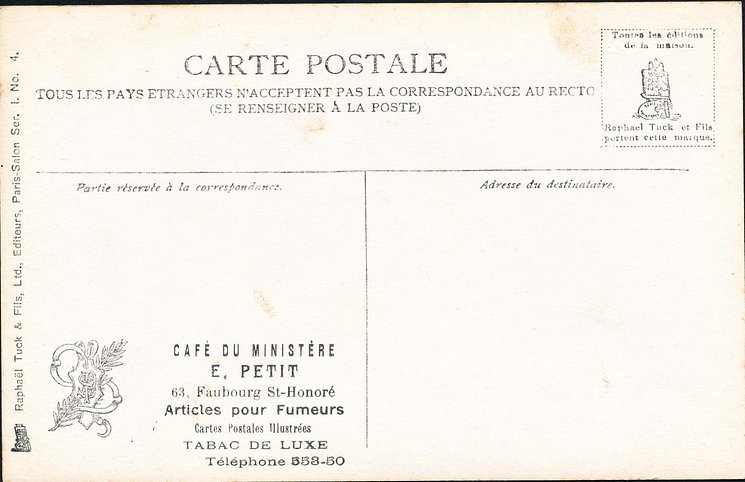 CARTE POSTALE
TOUS LES PAYS ETRANGERS N'ACCEPTENT PAS LA CORRESPONDANCE AU RECTO
(SE RENSEIGNER À LA POSTE)
Toutes les éditions
de la maison.
Raphael Tuck et Fils
portent cette marque.
Partie réservée à la correspondance.
Adresse du destinataire.
Raphaël Tuck & Fils, Ltd., Editeurs, Paris-Salon Ser. I. No. 4.
CAFÉ DU MINISTÈRE
E. PETIT
63, Faubourg St-Honoré
Articles pour Fumeurs
Cartes Postales Illustrées
TABAC DE LUXE
Téléphone 558-50